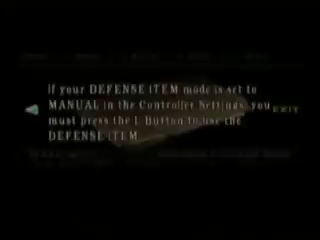 If your DEFENSE ITEM mode is set to
MANUAL in the Controller Settings, you
EXIT
must press the L Button to use the
DEFENSE ITEM